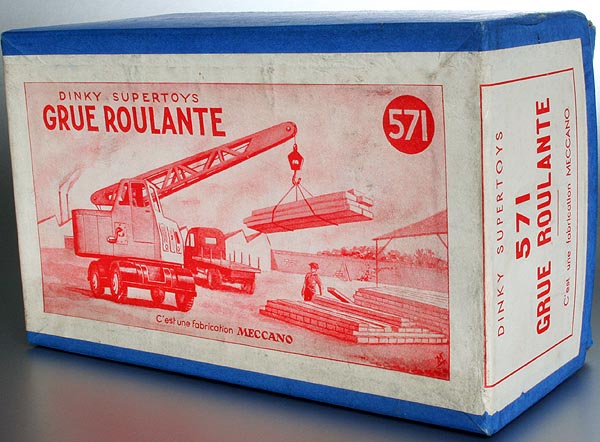 DINKY SUPERTOYS
GRUE ROULANTE
571
C'est une fabrication MECCANO
DINKY SUPERTOYS
571
GRUE ROULANTE
C'est une fabrication MECCANO